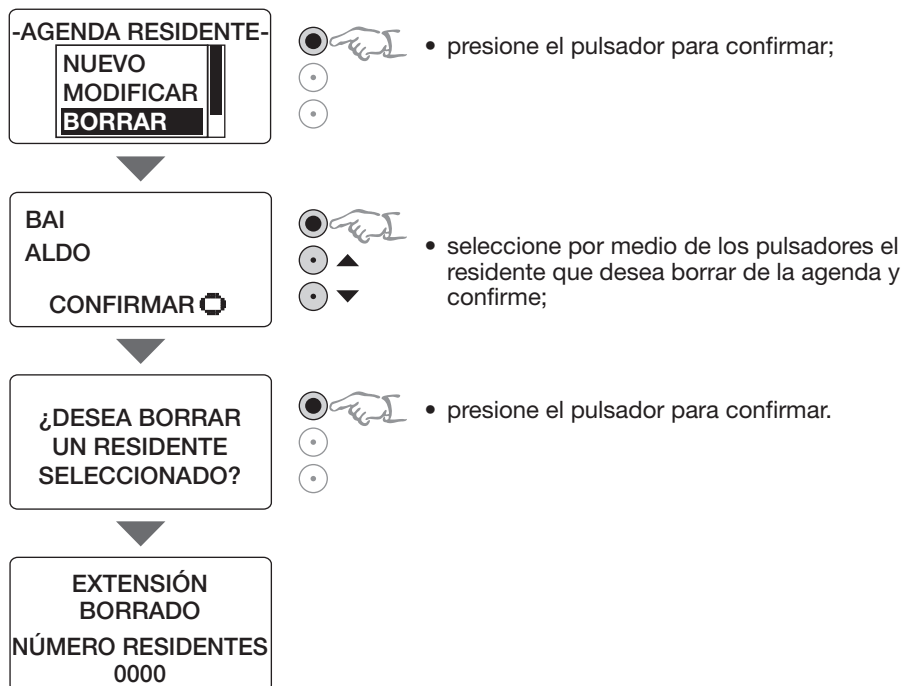 -AGENDA RESIDENTE-
NUEVO
MODIFICAR
BORRAR
• presione el pulsador para confirmar;
BAI
ALDO
CONFIRMAR
• seleccione por medio de los pulsadores el
residente que desea borrar de la agenda y
confirme;
¿DESEA BORRAR
UN RESIDENTE
SELECCIONADO?
• presione el pulsador para confirmar.
EXTENSIÓN
BORRADO
NÚMERO RESIDENTES
0000